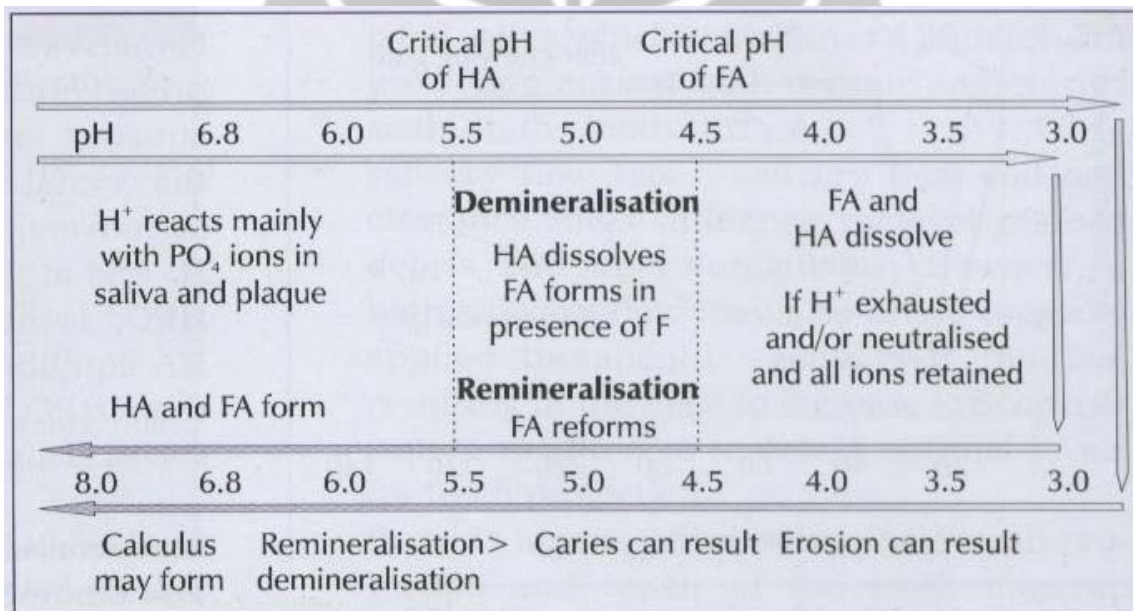 Critical pH of HA
Critical pH of FA
pH 6.8 6.0 5.5 5.0 4.5 4.0 3.5 3.0
H⁺ reacts mainly
with PO₄ ions in
saliva and plaque
Demineralisation
HA dissolves
FA forms in
presence of F
FA and
HA dissolve
If H⁺ exhausted
and/or neutralised
and all ions retained
HA and FA form
Remineralisation
FA reforms
8.0 6.8 6.0 5.5 5.0 4.5 4.0 3.5 3.0
Calculus
may form
Remineralisation>
demineralisation
Caries can result
Erosion can result